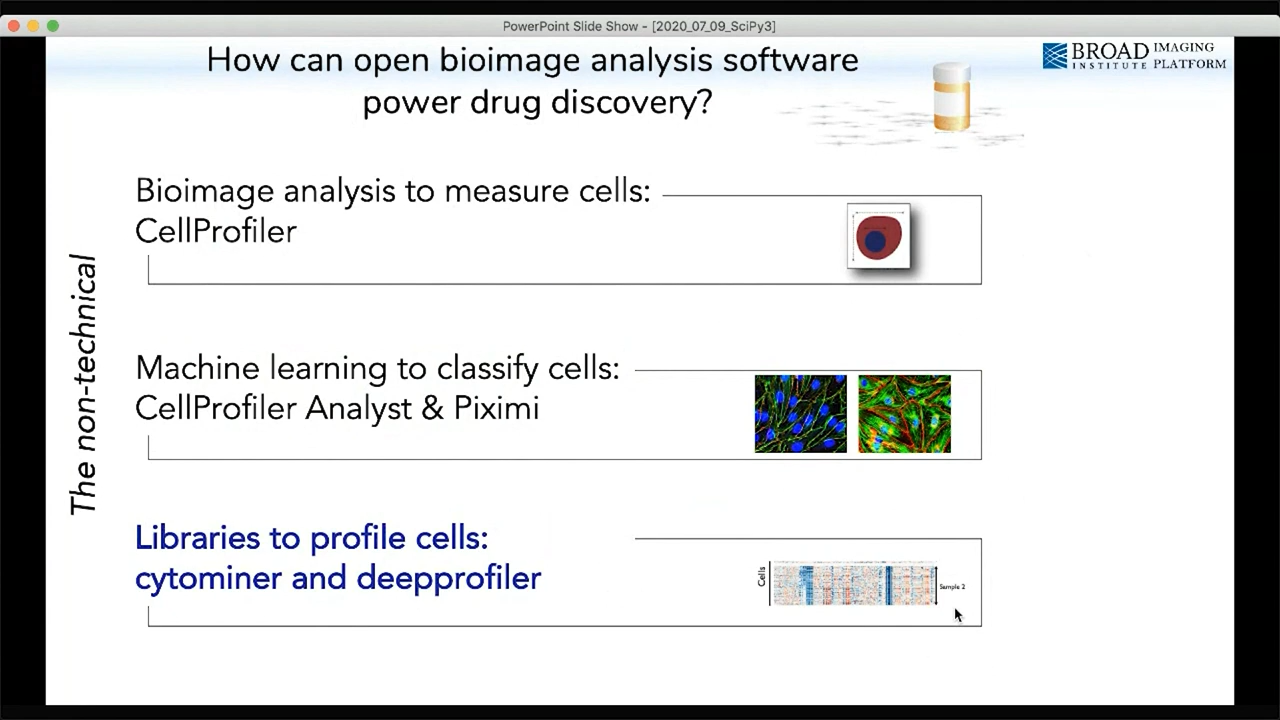 PowerPoint Slide Show - [2020_07_09_SciPy3]
How can open bioimage analysis software
power drug discovery?
BROAD
INSTITUTE
IMAGING
PLATFORM
Bioimage analysis to measure cells:
CellProfiler
The non-technical
Machine learning to classify cells:
CellProfiler Analyst & Piximi
Libraries to profile cells:
cytominer and deepprofiler
Cells
Sample 2